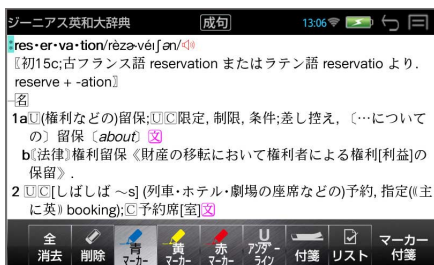 ジーニアス英和大辞典 成句 13:06
res・er・va・tion/rèzɚvéɪʃən/
〖初15c;古フランス語 reservation またはラテン語 reservatio より.
reserve + -ation〗
名
1a U(権利などの)留保;UC限定, 制限, 条件;差し控え, 〔…について
の〕留保〔about〕文
b〖法律〗権利留保《財産の移転において権利者による権利[利益]の
保留》.
2 UC[しばしば ~s] (列車・ホテル・劇場の座席などの)予約, 指定(《主
に英》booking);C予約席[室]文
全消去 削除 青マーカー 黄マーカー 赤マーカー U アンダーライン 付箋 リスト マーカー付箋